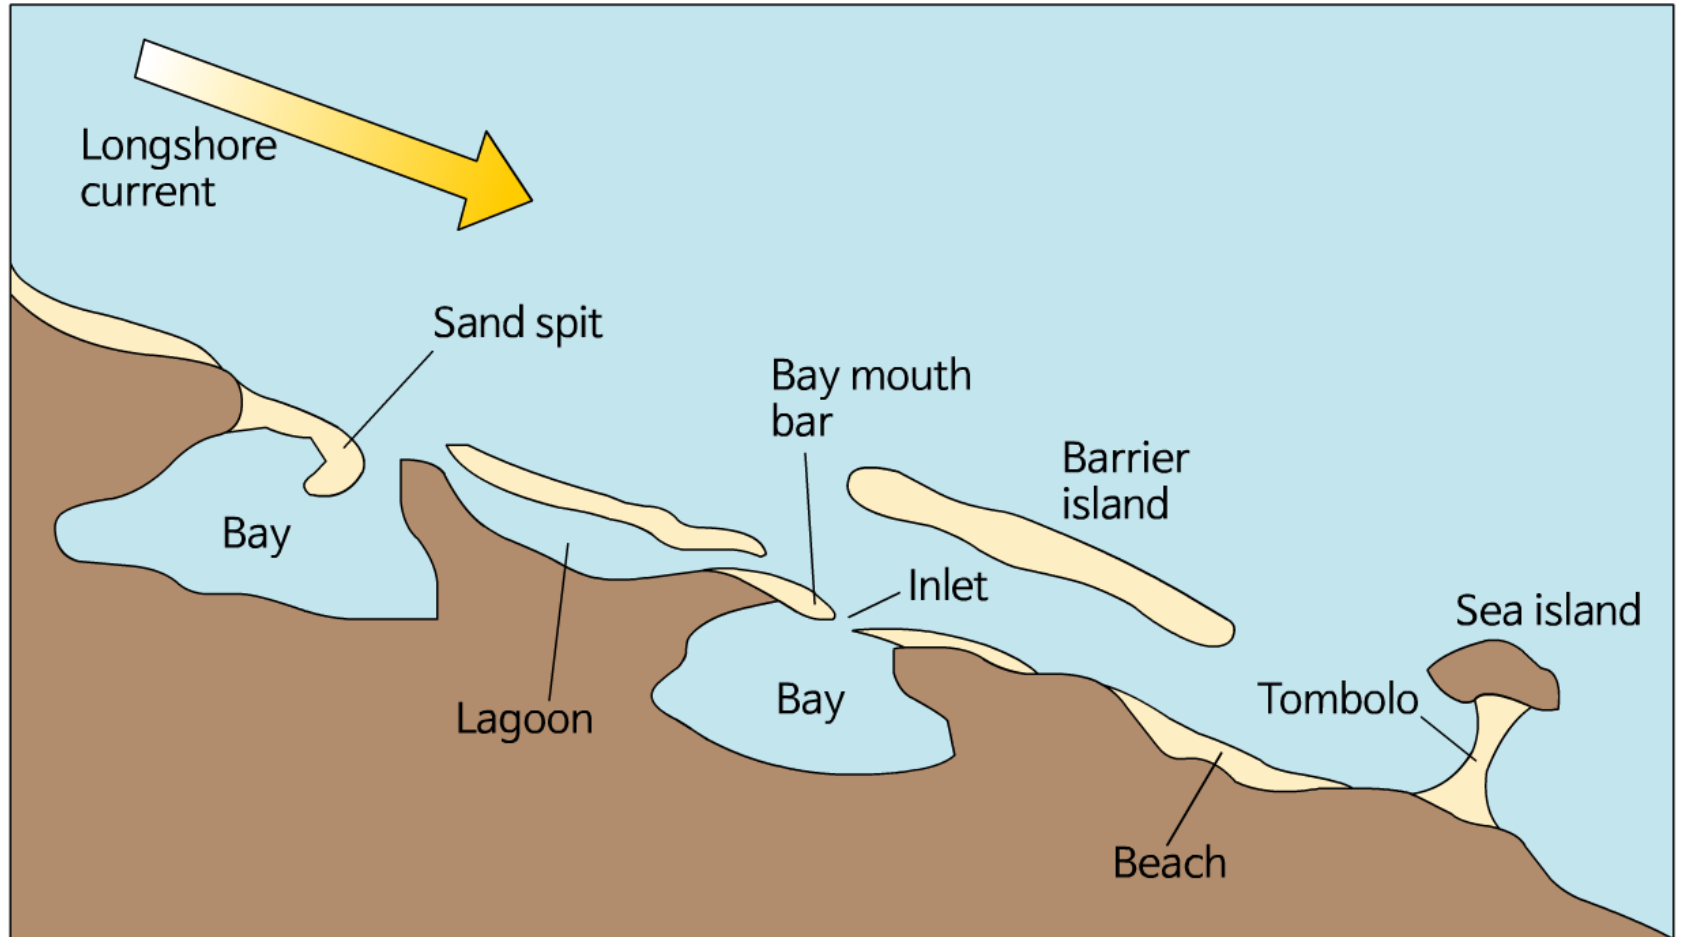 Longshore
current
Sand spit
Bay mouth
bar
Barrier
island
Bay
Inlet
Sea island
Lagoon
Bay
Tombolo
Beach